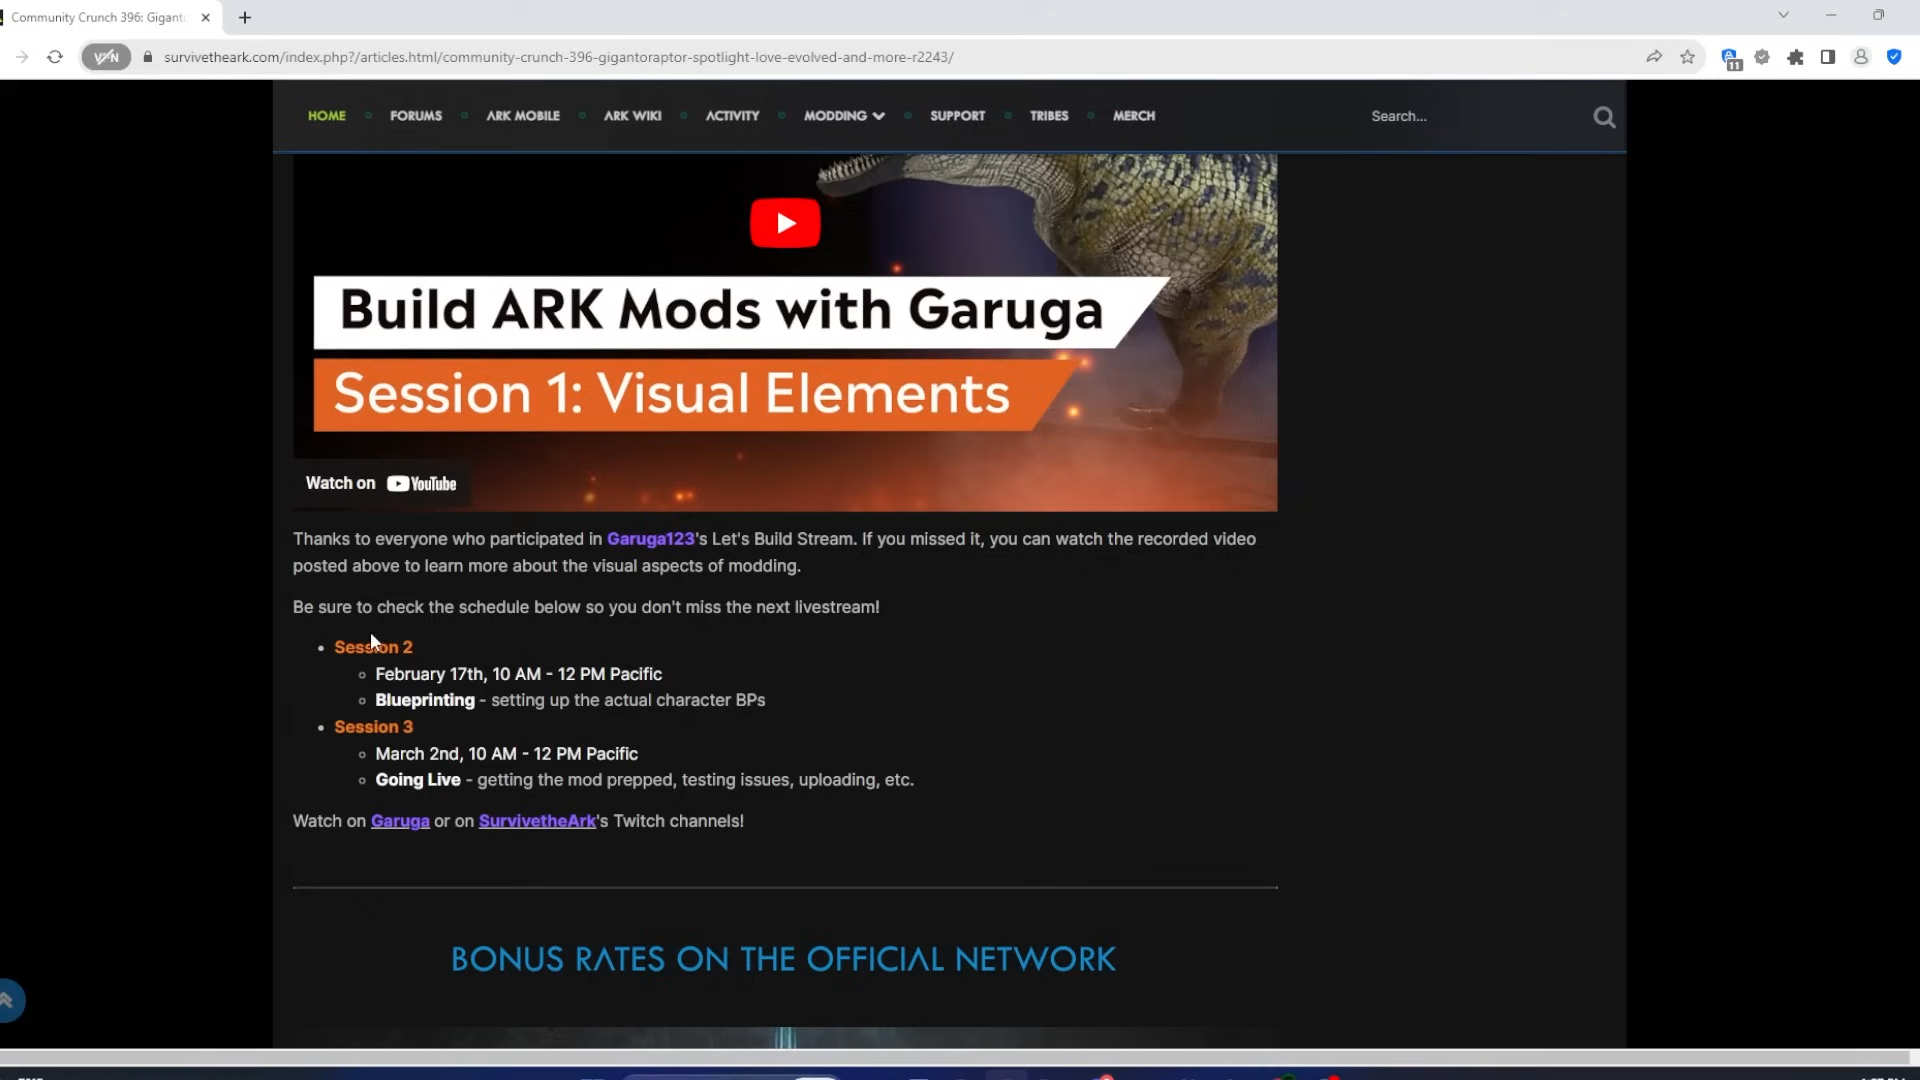 Community Crunch 396: Gigant
VPN
survivetheark.com/index.php?/articles.html/community-crunch-396-gigantoraptor-spotlight-love-evolved-and-more-r2243/
11
HOME FORUMS ARK MOBILE ARK WIKI ACTIVITY MODDING SUPPORT TRIBES MERCH Search...
Build ARK Mods with Garuga
Session 1: Visual Elements
Watch on YouTube
Thanks to everyone who participated in Garuga123's Let's Build Stream. If you missed it, you can watch the recorded video
posted above to learn more about the visual aspects of modding.
Be sure to check the schedule below so you don't miss the next livestream!
Session 2
February 17th, 10 AM - 12 PM Pacific
Blueprinting - setting up the actual character BPs
Session 3
March 2nd, 10 AM - 12 PM Pacific
Going Live - getting the mod prepped, testing issues, uploading, etc.
Watch on Garuga or on SurvivetheArk's Twitch channels!
BONUS RATES ON THE OFFICIAL NETWORK